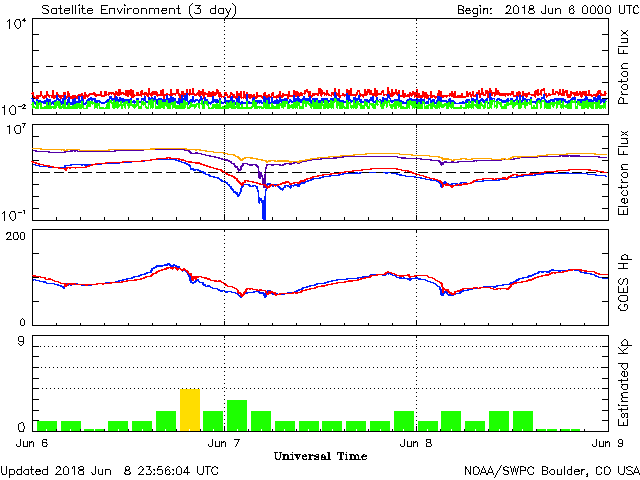 Satellite Environment (3 day) Begin: 2018 Jun 6 0000 UTC
10⁴
Proton Flux
10⁻²
10⁷
Electron Flux
10⁻¹
200
GOES Hp
0
9
Estimated Kp
0
Jun 6 Jun 7 Jun 8 Jun 9
Universal Time
Updated 2018 Jun 8 23:56:04 UTC NOAA/SWPC Boulder, CO USA